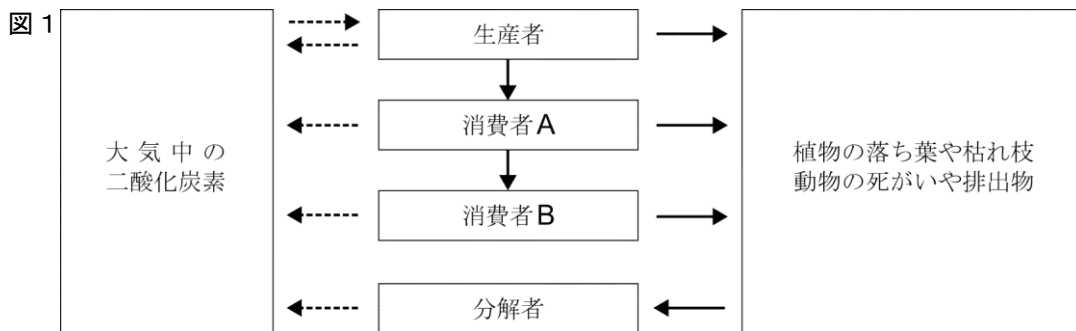 図 1
生産者
消費者A
大 気 中 の
二酸化炭素
植物の落ち葉や枯れ枝
動物の死がいや排出物
消費者B
分解者